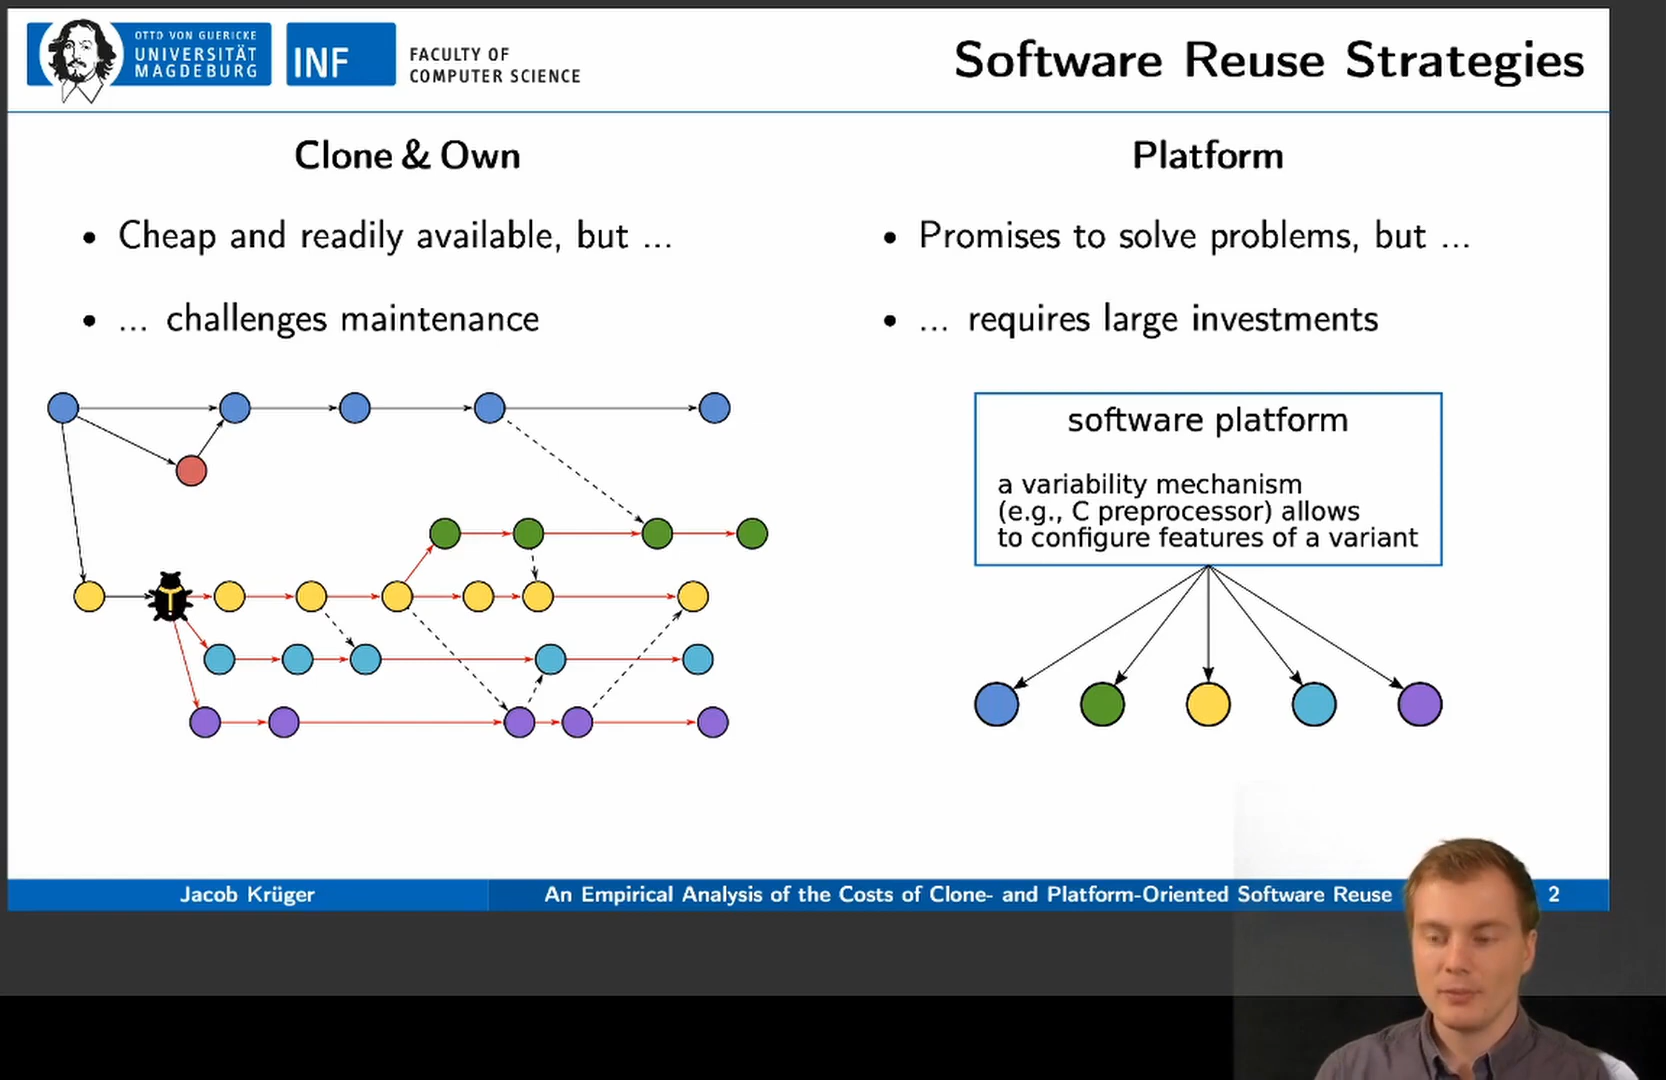 OTTO VON GUERICKE
UNIVERSITÄT
MAGDEBURG
INF
FACULTY OF
COMPUTER SCIENCE
Software Reuse Strategies
Clone & Own
• Cheap and readily available, but ...
• ... challenges maintenance
Platform
• Promises to solve problems, but ...
• ... requires large investments
software platform
a variability mechanism
(e.g., C preprocessor) allows
to configure features of a variant
Jacob Krüger
An Empirical Analysis of the Costs of Clone- and Platform-Oriented Software Reuse
2